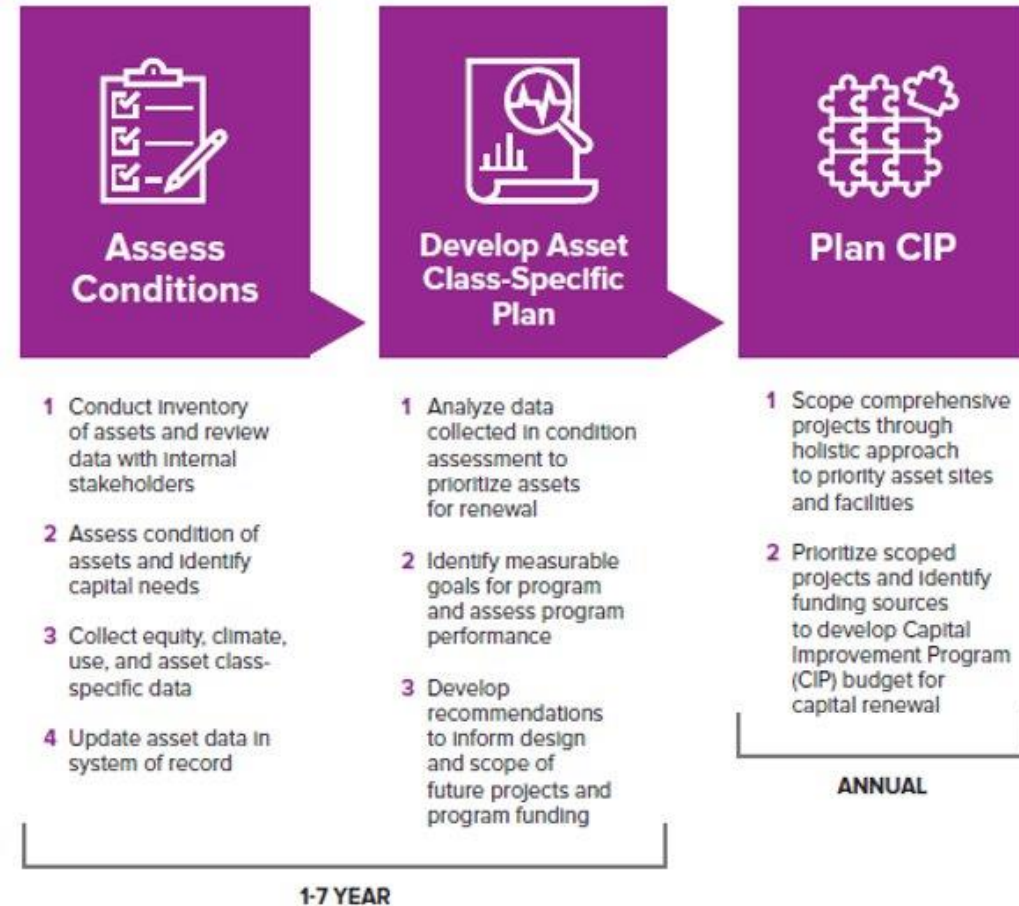 Assess
Conditions
1 Conduct inventory
of assets and review
data with internal
stakeholders
2 Assess condition of
assets and identify
capital needs
3 Collect equity, climate,
use, and asset class-
specific data
4 Update asset data in
system of record
Develop Asset
Class-Specific
Plan
1 Analyze data
collected in condition
assessment to
prioritize assets
for renewal
2 Identify measurable
goals for program
and assess program
performance
3 Develop
recommendations
to inform design
and scope of
future projects and
program funding
1-7 YEAR
Plan CIP
1 Scope comprehensive
projects through
holistic approach
to priority asset sites
and facilities
2 Prioritize scoped
projects and identify
funding sources
to develop Capital
Improvement Program
(CIP) budget for
capital renewal
ANNUAL